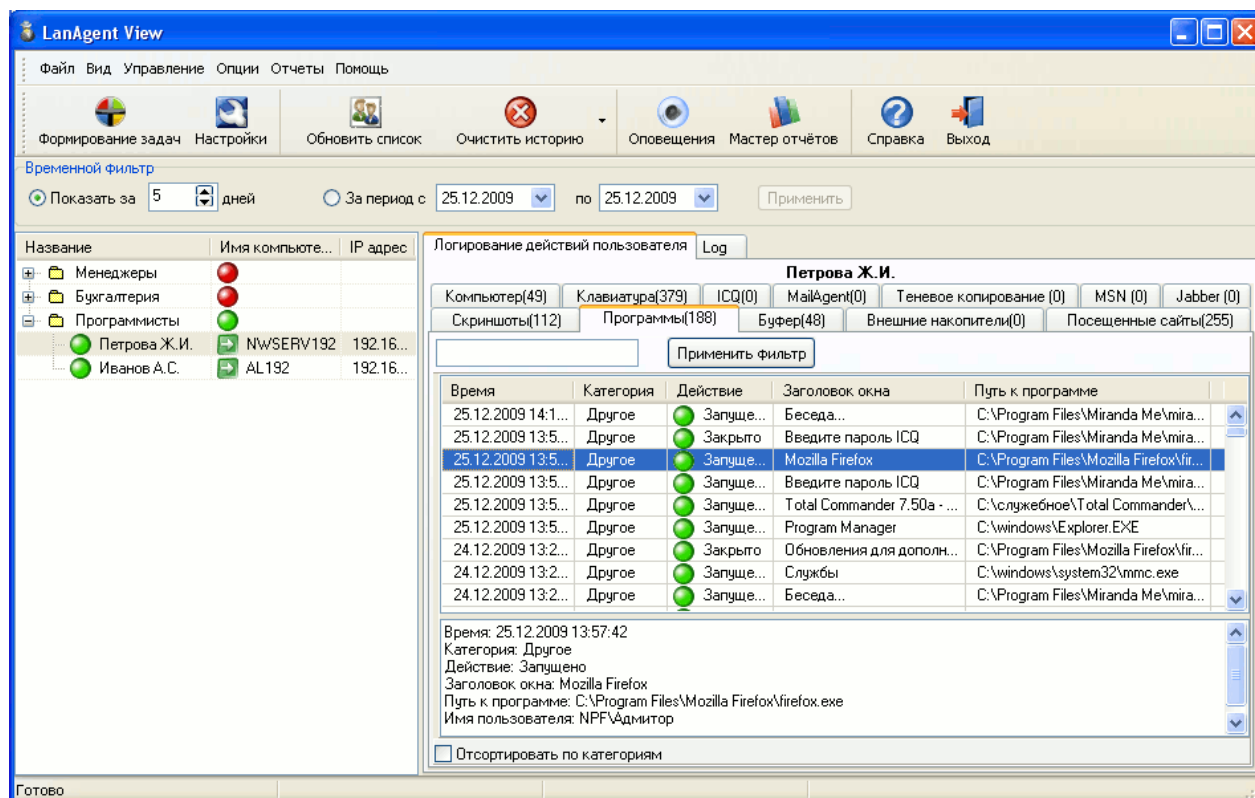 LanAgent View
Файл Вид Управление Опции Отчеты Помощь
Формирование задач Настройки Обновить список Очистить историю Оповещения Мастер отчётов Справка Выход
Временной фильтр
Показать за 5 дней За период с 25.12.2009 по 25.12.2009 Применить
Название Имя компьюте... IP адрес
Менеджеры
Бухгалтерия
Программисты
Петрова Ж.И. NWSERV192 192.16...
Иванов А.С. AL192 192.16...
Логирование действий пользователя Log
Петрова Ж.И.
Компьютер(49) Клавиатура(379) ICQ(0) MailAgent(0) Теневое копирование (0) MSN (0) Jabber (0)
Скриншоты(112) Программы(188) Буфер(48) Внешние накопители(0) Посещенные сайты(255)
Применить фильтр
Время Категория Действие Заголовок окна Путь к программе
25.12.2009 14:1... Другое Запуще... Беседа... C:\Program Files\Miranda Me\mira...
25.12.2009 13:5... Другое Закрыто Введите пароль ICQ C:\Program Files\Miranda Me\mira...
25.12.2009 13:5... Другое Запуще... Mozilla Firefox C:\Program Files\Mozilla Firefox\fir...
25.12.2009 13:5... Другое Запуще... Введите пароль ICQ C:\Program Files\Miranda Me\mira...
25.12.2009 13:5... Другое Запуще... Total Commander 7.50a - ... C:\служебное\Total Commander\...
25.12.2009 13:5... Другое Запуще... Program Manager C:\windows\Explorer.EXE
24.12.2009 13:2... Другое Закрыто Обновления для дополн... C:\Program Files\Mozilla Firefox\fir...
24.12.2009 13:2... Другое Запуще... Службы C:\windows\system32\mmc.exe
24.12.2009 13:2... Другое Запуще... Беседа... C:\Program Files\Miranda Me\mira...
Время: 25.12.2009 13:57:42
Категория: Другое
Действие: Запущено
Заголовок окна: Mozilla Firefox
Путь к программе: C:\Program Files\Mozilla Firefox\firefox.exe
Имя пользователя: NPF\Адмитор
Отсортировать по категориям
Готово